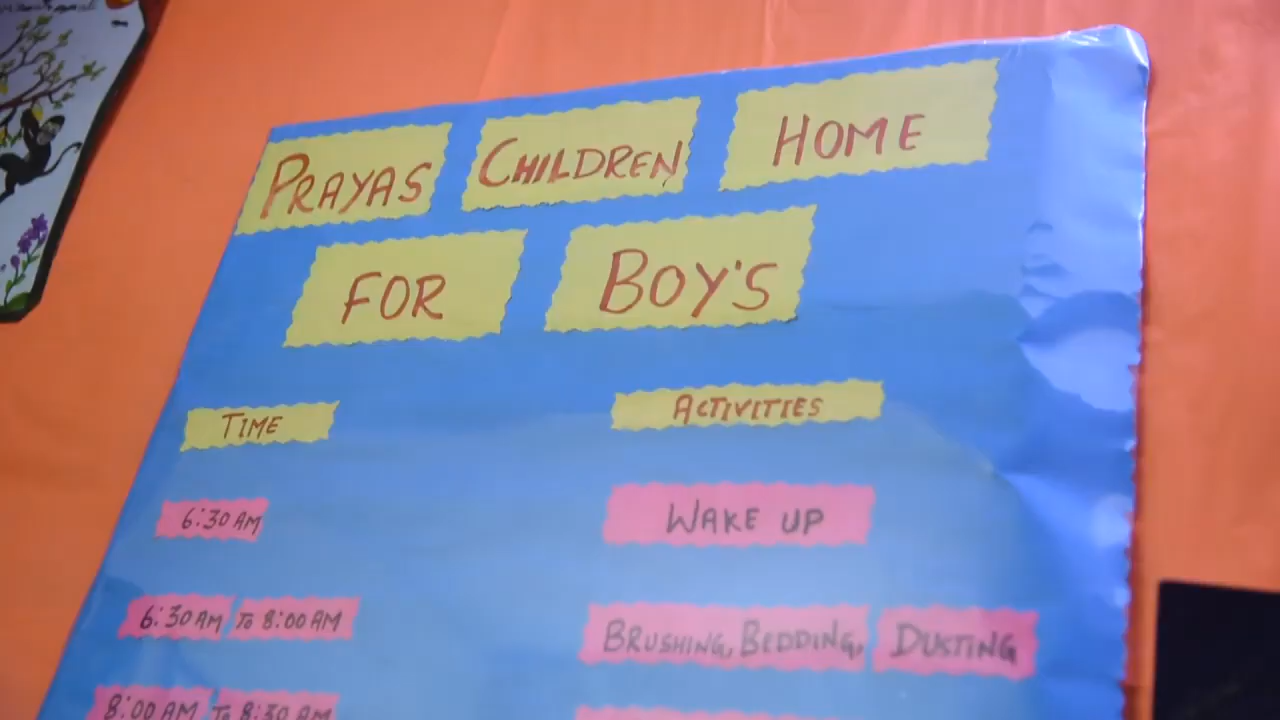 PRAYAS CHILDREN HOME
FOR BOY'S
TIME ACTIVITIES
6:30 AM WAKE UP
6:30 AM TO 8:00 AM BRUSHING, BEDDING, DUSTING
8:00 AM TO 8:30 AM